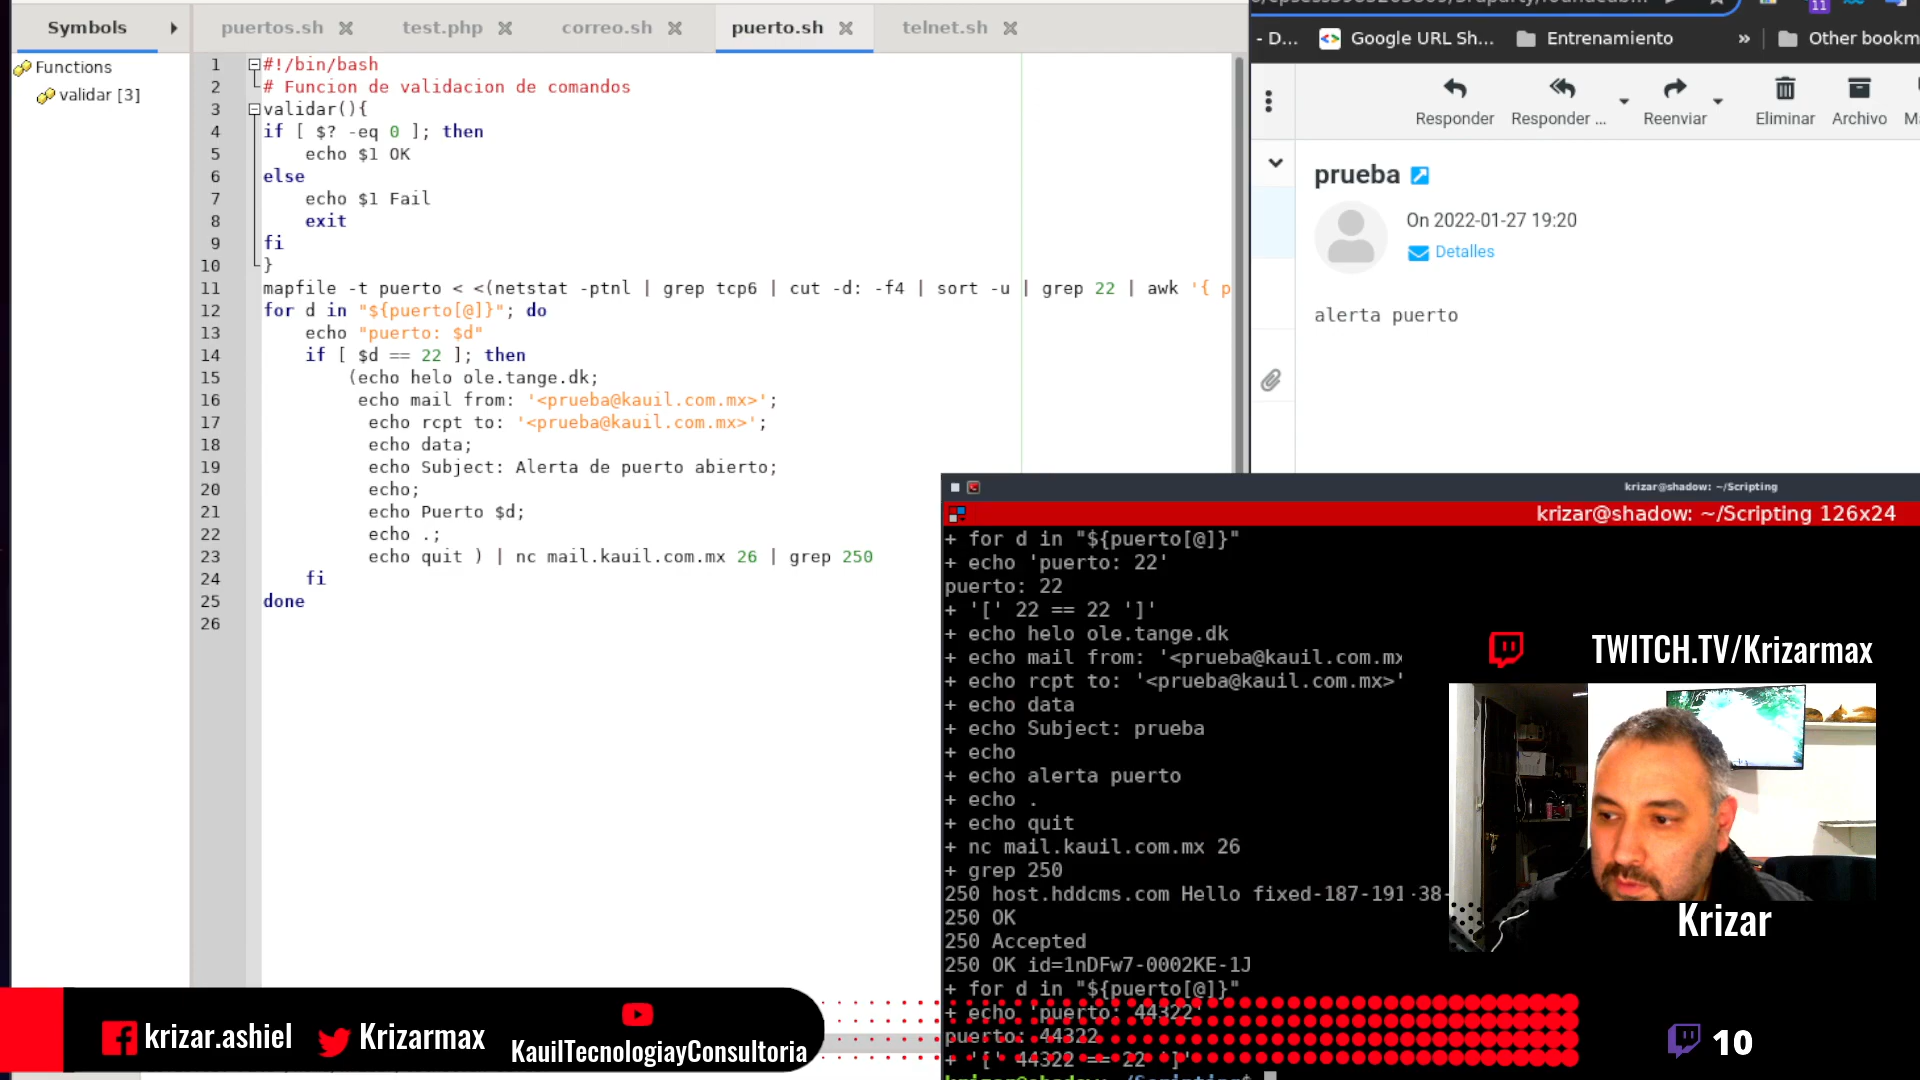 Symbols
puertos.sh
test.php
correo.sh
puerto.sh
telnet.sh
Functions
validar [3]
1 #!/bin/bash
2 # Funcion de validacion de comandos
3 validar(){
4 if [ $? -eq 0 ]; then
5 echo $1 OK
6 else
7 echo $1 Fail
8 exit
9 fi
10 }
11 mapfile -t puerto < <(netstat -ptnl | grep tcp6 | cut -d: -f4 | sort -u | grep 22 | awk '{ p
12 for d in "${puerto[@]}"; do
13 echo "puerto: $d"
14 if [ $d == 22 ]; then
15 (echo helo ole.tange.dk;
16 echo mail from: '<prueba@kauil.com.mx>';
17 echo rcpt to: '<prueba@kauil.com.mx>';
18 echo data;
19 echo Subject: Alerta de puerto abierto;
20 echo;
21 echo Puerto $d;
22 echo .;
23 echo quit ) | nc mail.kauil.com.mx 26 | grep 250
24 fi
25 done
26
11
- D...
Google URL Sh...
Entrenamiento
»
Other bookm
Responder
Responder ...
Reenviar
Eliminar
Archivo
prueba
On 2022-01-27 19:20
Detalles
alerta puerto
krizar@shadow: ~/Scripting
krizar@shadow: ~/Scripting 126x24
+ for d in "${puerto[@]}"
+ echo 'puerto: 22'
puerto: 22
+ '[' 22 == 22 ']'
+ echo helo ole.tange.dk
+ echo mail from: '<prueba@kauil.com.mx
+ echo rcpt to: '<prueba@kauil.com.mx>'
+ echo data
+ echo Subject: prueba
+ echo
+ echo alerta puerto
+ echo .
+ echo quit
+ nc mail.kauil.com.mx 26
+ grep 250
250 host.hddcms.com Hello fixed-187-191-38-
250 OK
250 Accepted
250 OK id=1nDFw7-0002KE-1J
+ for d in "${puerto[@]}"
+ echo 'puerto: 44322'
puerto: 44322
+ '[' 44322 == 22 ']'
TWITCH.TV/Krizarmax
Krizar
krizar.ashiel
Krizarmax
KauilTecnologiayConsultoria
10